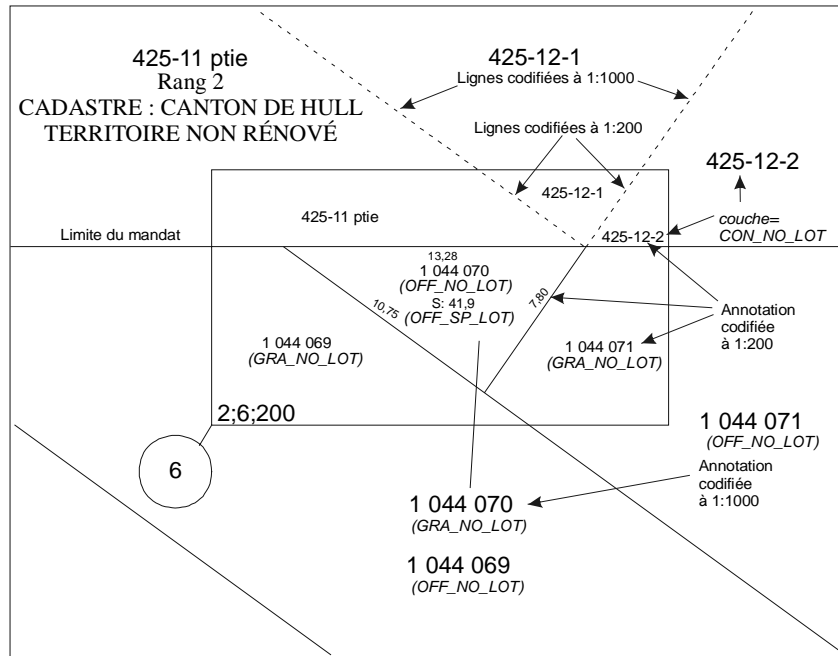 425-11 ptie
Rang 2
CADASTRE : CANTON DE HULL
TERRITOIRE NON RÉNOVÉ
425-12-1
Lignes codifiées à 1:1000
Lignes codifiées à 1:200
425-12-2
425-12-1
couche=
CON_NO_LOT
425-11 ptie
Limite du mandat
425-12-2
13,28
1 044 070
(OFF_NO_LOT)
S: 41,9
(OFF_SP_LOT)
10,75
7,80
Annotation
codifiée
à 1:200
1 044 069
(GRA_NO_LOT)
1 044 071
(GRA_NO_LOT)
2;6;200
6
1 044 071
(OFF_NO_LOT)
Annotation
codifiée
à 1:1000
1 044 070
(GRA_NO_LOT)
1 044 069
(OFF_NO_LOT)